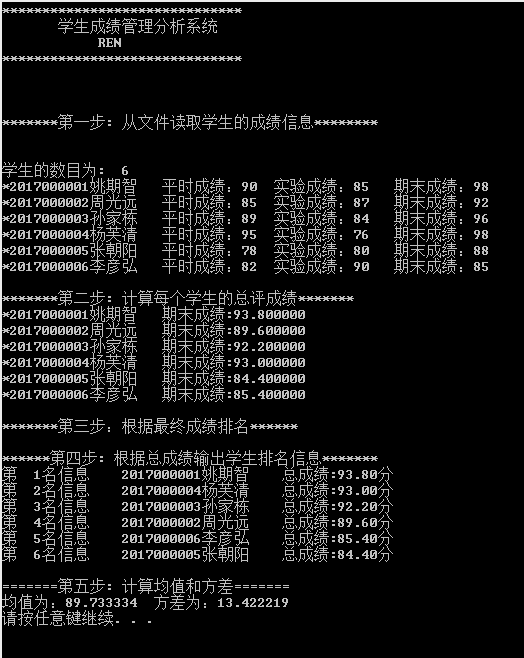 ******************************
学生成绩管理分析系统
REN
******************************
*******第一步：从文件读取学生的成绩信息********
学生的数目为： 6
*2017000001姚期智 平时成绩：90 实验成绩：85 期末成绩：98
*2017000002周光远 平时成绩：85 实验成绩：87 期末成绩：92
*2017000003孙家栋 平时成绩：89 实验成绩：84 期末成绩：96
*2017000004杨芙清 平时成绩：95 实验成绩：76 期末成绩：98
*2017000005张朝阳 平时成绩：78 实验成绩：80 期末成绩：88
*2017000006李彦弘 平时成绩：82 实验成绩：90 期末成绩：85
*******第二步：计算每个学生的总评成绩*******
*2017000001姚期智 期末成绩:93.800000
*2017000002周光远 期末成绩:89.600000
*2017000003孙家栋 期末成绩:92.200000
*2017000004杨芙清 期末成绩:93.000000
*2017000005张朝阳 期末成绩:84.400000
*2017000006李彦弘 期末成绩:85.400000
*******第三步：根据最终成绩排名******
******第四步：根据总成绩输出学生排名信息*******
第 1名信息 2017000001姚期智 总成绩:93.80分
第 2名信息 2017000004杨芙清 总成绩:93.00分
第 3名信息 2017000003孙家栋 总成绩:92.20分
第 4名信息 2017000002周光远 总成绩:89.60分
第 5名信息 2017000006李彦弘 总成绩:85.40分
第 6名信息 2017000005张朝阳 总成绩:84.40分
=======第五步：计算均值和方差=======
均值为：89.733334 方差为：13.422219
请按任意键继续. . .